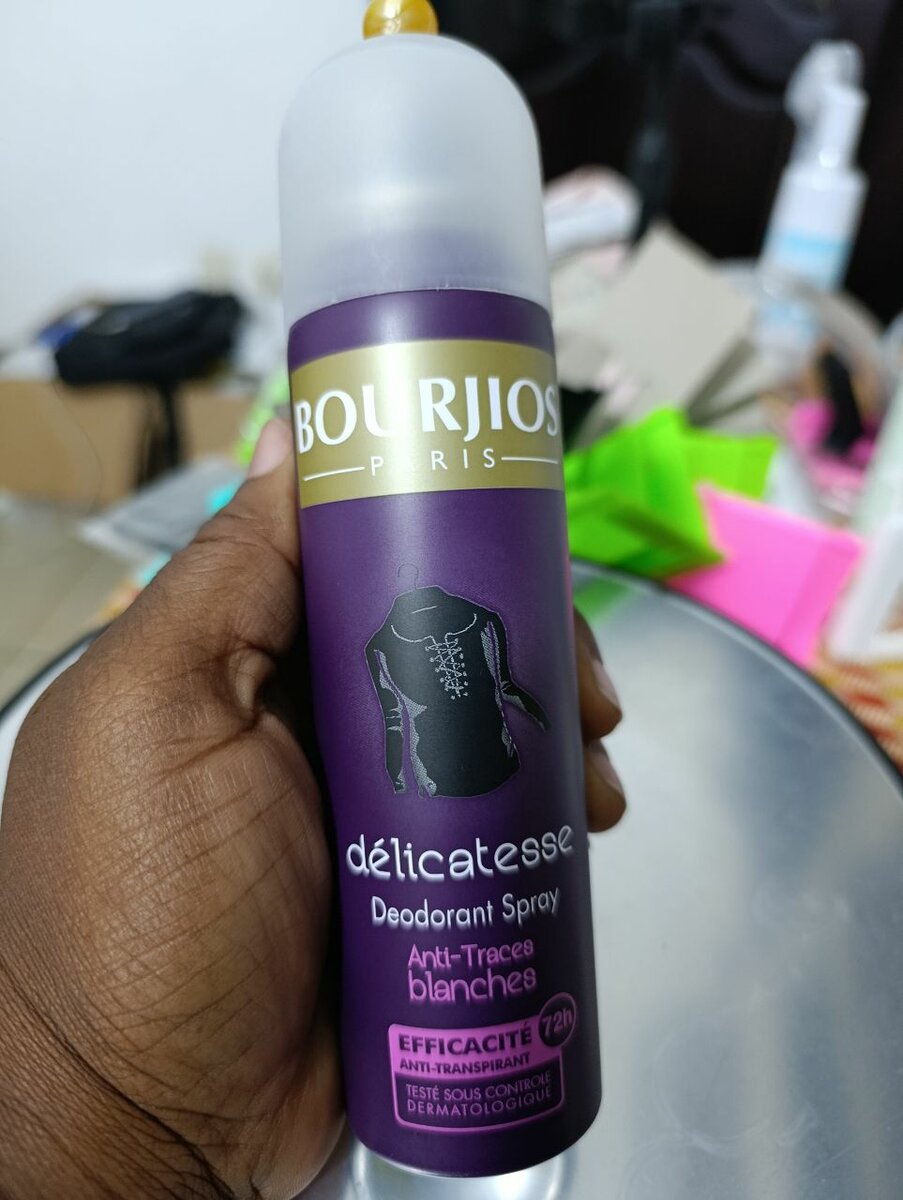 BOURJIOS
PARIS
délicatesse
Deodorant Spray
Anti-Traces
blanches
72h
EFFICACITÉ
ANTI-TRANSPIRANT
TESTÉ SOUS CONTROLE
DERMATOLOGIQUE